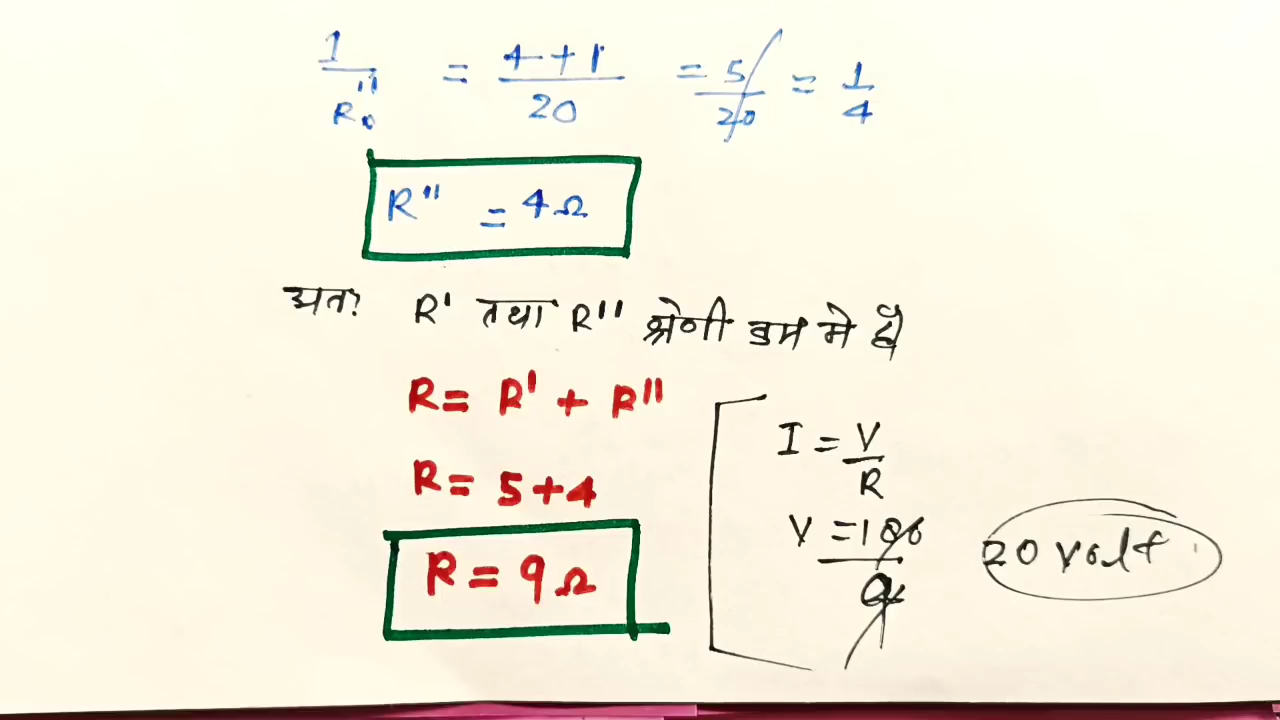 1/R₀'' = 4+1/20 = 5/20 = 1/4
R'' = 4Ω
अत: R' तथा R'' श्रेणी क्रम मे है
R = R' + R''
R = 5+4
R = 9Ω
I = V/R
V = 100
20 volt